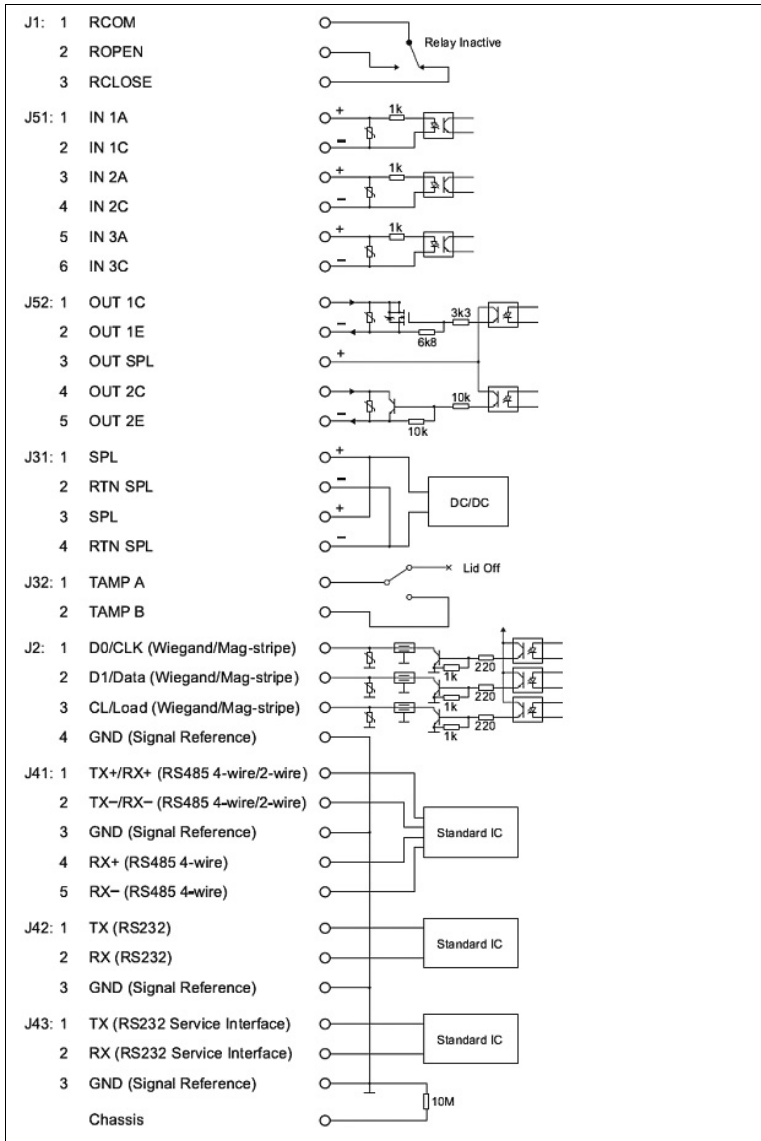 J1: 1 RCOM
Relay Inactive
2 ROPEN
3 RCLOSE
J51: 1 IN 1A + 1k
2 IN 1C −
3 IN 2A + 1k
4 IN 2C −
5 IN 3A + 1k
6 IN 3C −
J52: 1 OUT 1C
3k3
2 OUT 1E −
6k8
3 OUT SPL +
4 OUT 2C
10k
5 OUT 2E −
10k
J31: 1 SPL +
2 RTN SPL −
DC/DC
3 SPL +
4 RTN SPL −
J32: 1 TAMP A
Lid Off
2 TAMP B
J2: 1 D0/CLK (Wiegand/Mag-stripe)
1k 220
2 D1/Data (Wiegand/Mag-stripe)
1k 220
3 CL/Load (Wiegand/Mag-stripe)
1k 220
4 GND (Signal Reference)
J41: 1 TX+/RX+ (RS485 4-wire/2-wire)
2 TX−/RX− (RS485 4-wire/2-wire)
3 GND (Signal Reference)
Standard IC
4 RX+ (RS485 4-wire)
5 RX− (RS485 4-wire)
J42: 1 TX (RS232)
Standard IC
2 RX (RS232)
3 GND (Signal Reference)
J43: 1 TX (RS232 Service Interface)
Standard IC
2 RX (RS232 Service Interface)
3 GND (Signal Reference)
10M
Chassis